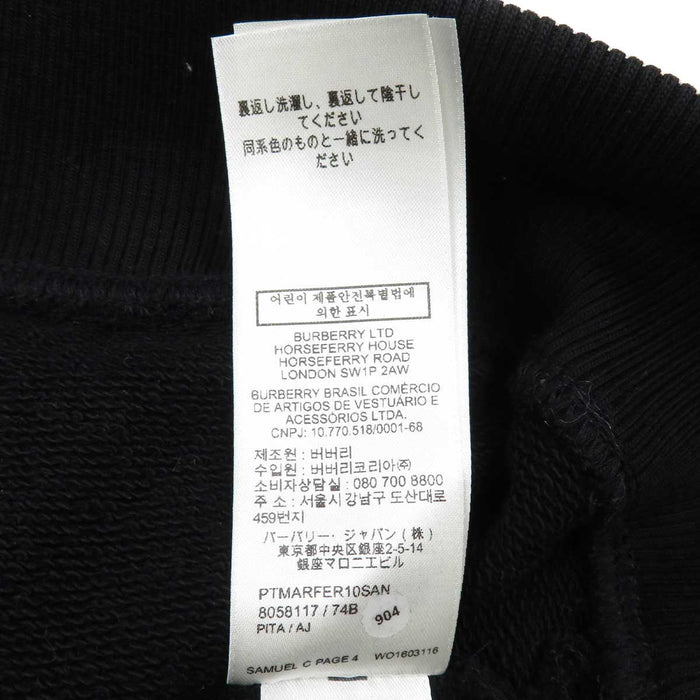 裏返し洗濯し、裏返して陰干し
てください
同系色のものと一緒に洗ってく
ださい
어린이 제품안전특별법에
의한 표시
BURBERRY LTD
HORSEFERRY HOUSE
HORSEFERRY ROAD
LONDON SW1P 2AW
BURBERRY BRASIL COMÉRCIO
DE ARTIGOS DE VESTUÁRIO E
ACESSÓRIOS LTDA.
CNPJ: 10.770.518/0001-68
제조원 : 버버리
수입원 : 버버리코리아㈜
소비자상담실 : 080 700 8800
주 소 : 서울시 강남구 도산대로
459번지
バーバリー・ジャパン ( 株 )
東京都中央区銀座2-5-14
銀座マロニエビル
PTMARFER10SAN
8058117 / 74B
904
PITA / AJ
SAMUEL C PAGE 4 WO1603116